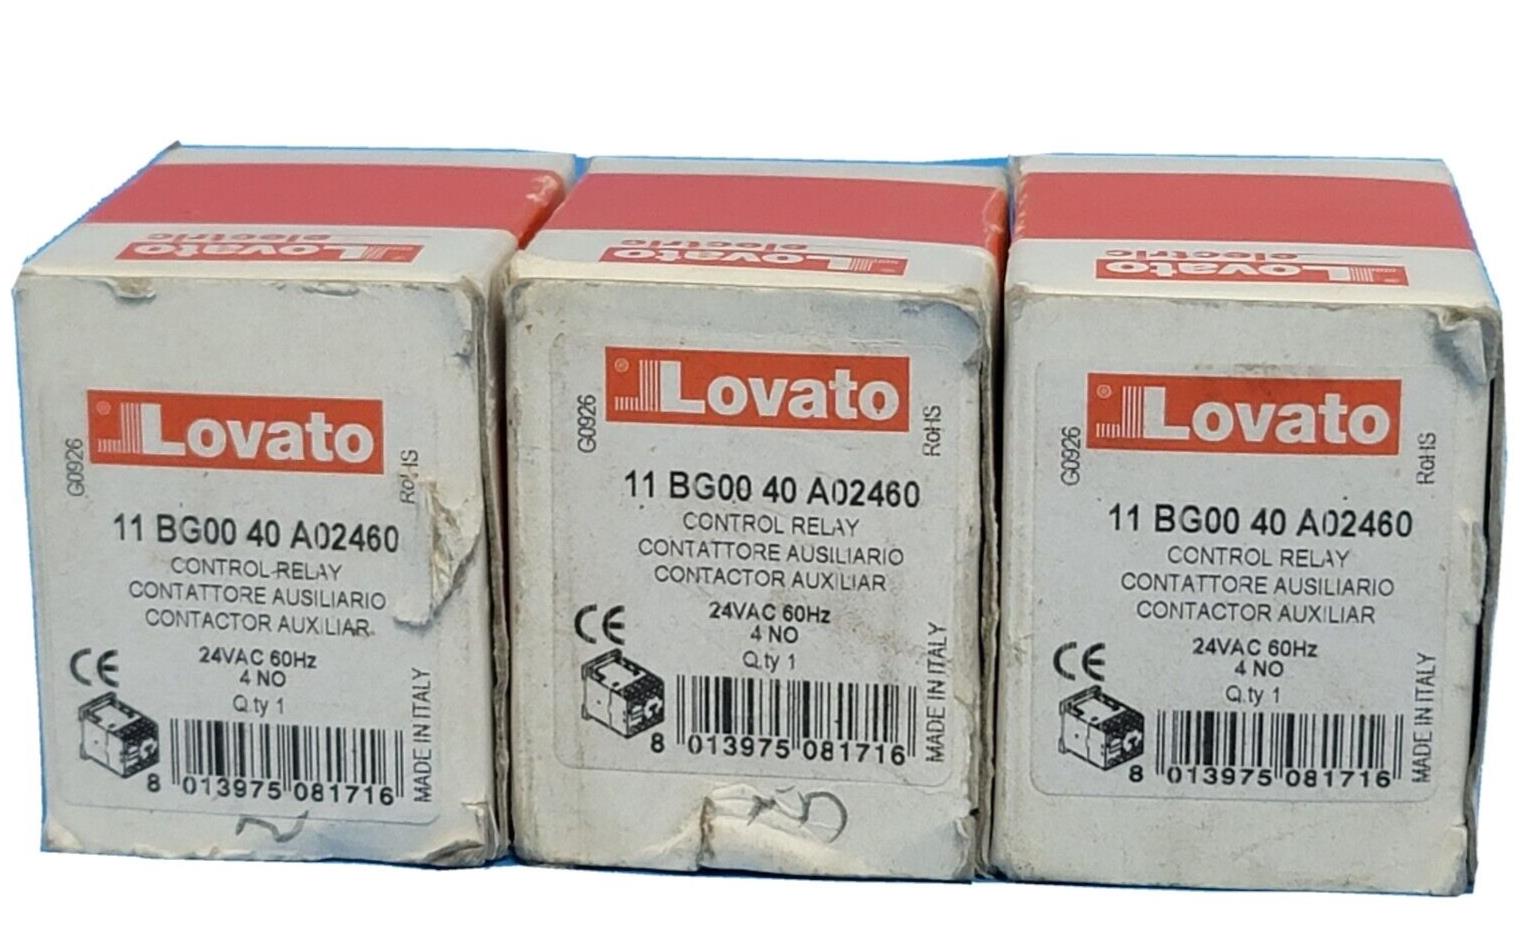 Lovato
electric
Lovato
electric
Lovato
electric
Lovato
G0926
RoHS
11 BG00 40 A02460
CONTROL RELAY
CONTATTORE AUSILIARIO
CONTACTOR AUXILIAR
24VAC 60Hz
4 NO
Q.ty 1
CE
MADE IN ITALY
8 013975 081716
2
Lovato
G0926
RoHS
11 BG00 40 A02460
CONTROL RELAY
CONTATTORE AUSILIARIO
CONTACTOR AUXILIAR
24VAC 60Hz
4 NO
Q.ty 1
CE
MADE IN ITALY
8 013975 081716
Lovato
G0926
RoHS
11 BG00 40 A02460
CONTROL RELAY
CONTATTORE AUSILIARIO
CONTACTOR AUXILIAR
24VAC 60Hz
4 NO
Q.ty 1
CE
MADE IN ITALY
8 013975 081716